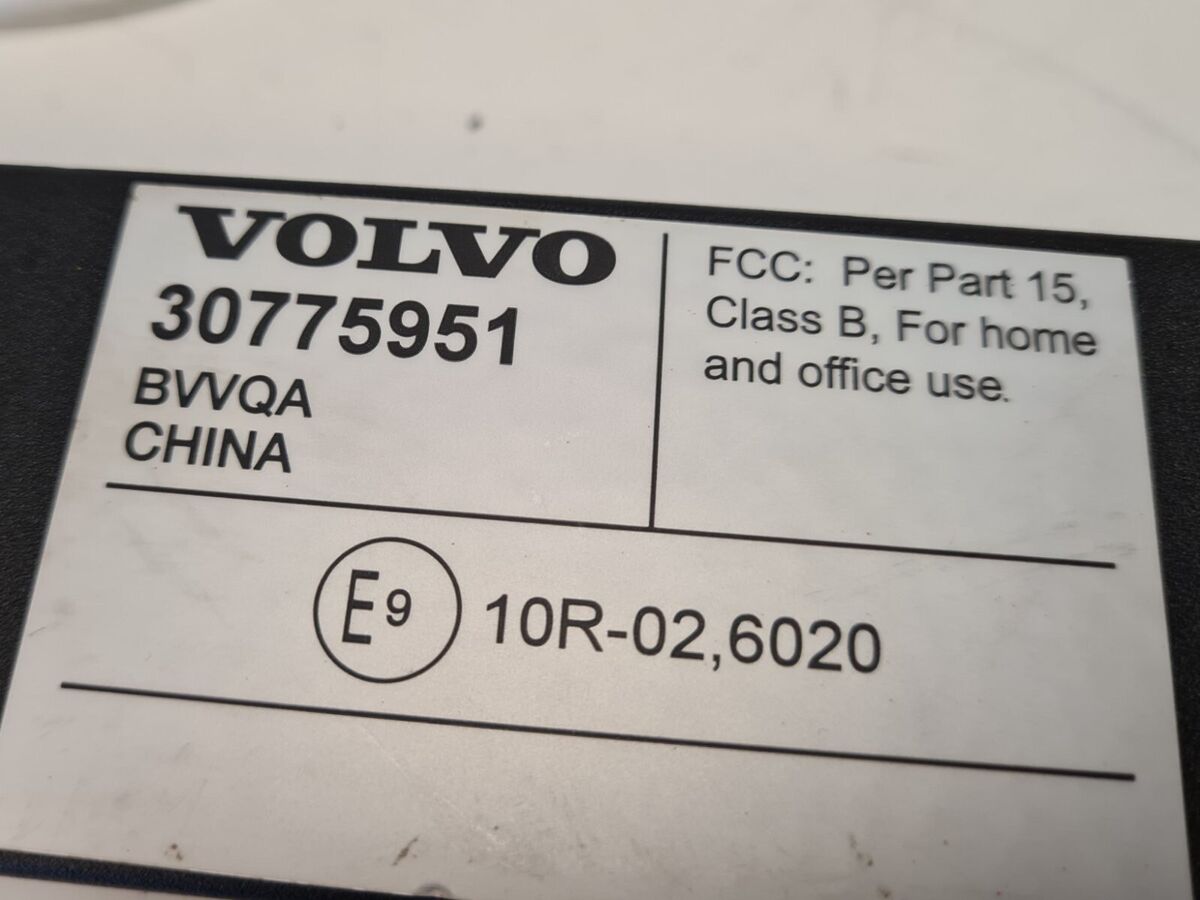 VOLVO
30775951
BVVQA
CHINA
FCC: Per Part 15,
Class B, For home
and office use.
E9 10R-02,6020